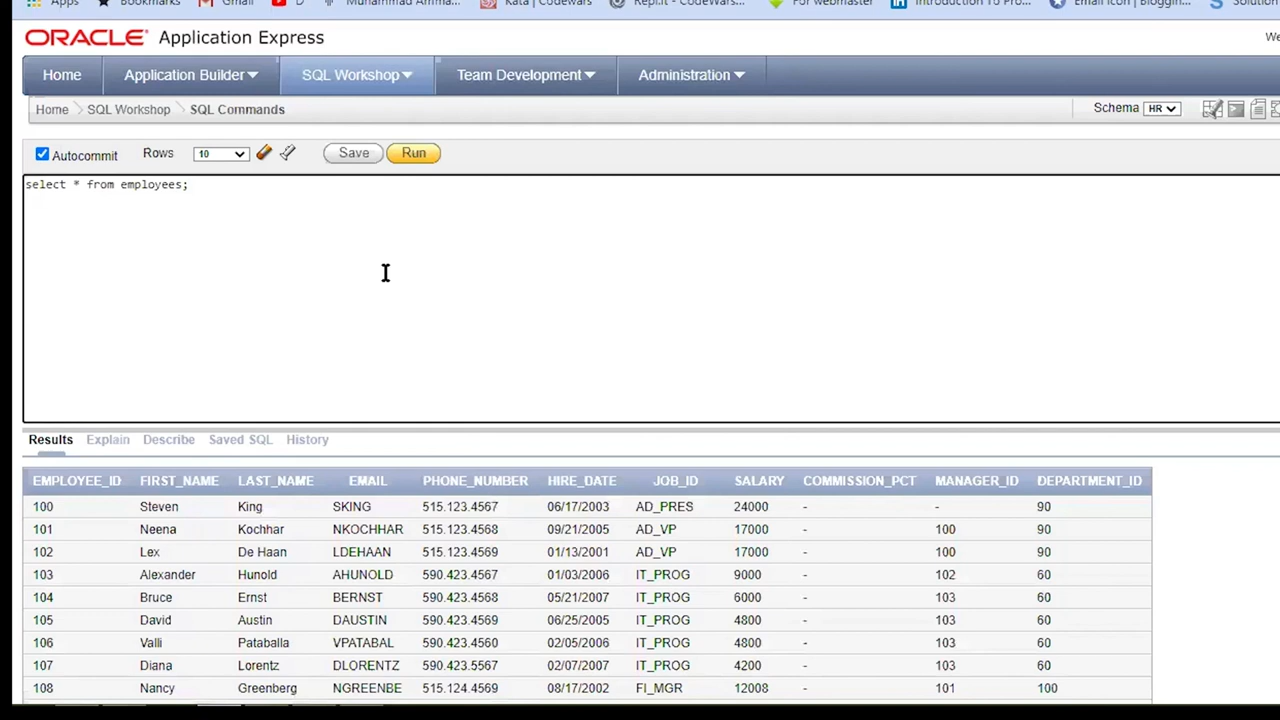 Apps Bookmarks Gmail D Muhammad Amma... Kata | Codewars Repl.it - CodeWars... For webmaster Introduction To Pro... Email Icon | Bloggin... Solution
ORACLE Application Express We
Home Application Builder SQL Workshop Team Development Administration
Home SQL Workshop SQL Commands Schema HR
Autocommit Rows 10 Save Run
select * from employees;
Results Explain Describe Saved SQL History
EMPLOYEE_ID FIRST_NAME LAST_NAME EMAIL PHONE_NUMBER HIRE_DATE JOB_ID SALARY COMMISSION_PCT MANAGER_ID DEPARTMENT_ID
100 Steven King SKING 515.123.4567 06/17/2003 AD_PRES 24000 - - 90
101 Neena Kochhar NKOCHHAR 515.123.4568 09/21/2005 AD_VP 17000 - 100 90
102 Lex De Haan LDEHAAN 515.123.4569 01/13/2001 AD_VP 17000 - 100 90
103 Alexander Hunold AHUNOLD 590.423.4567 01/03/2006 IT_PROG 9000 - 102 60
104 Bruce Ernst BERNST 590.423.4568 05/21/2007 IT_PROG 6000 - 103 60
105 David Austin DAUSTIN 590.423.4569 06/25/2005 IT_PROG 4800 - 103 60
106 Valli Pataballa VPATABAL 590.423.4560 02/05/2006 IT_PROG 4800 - 103 60
107 Diana Lorentz DLORENTZ 590.423.5567 02/07/2007 IT_PROG 4200 - 103 60
108 Nancy Greenberg NGREENBE 515.124.4569 08/17/2002 FI_MGR 12008 - 101 100